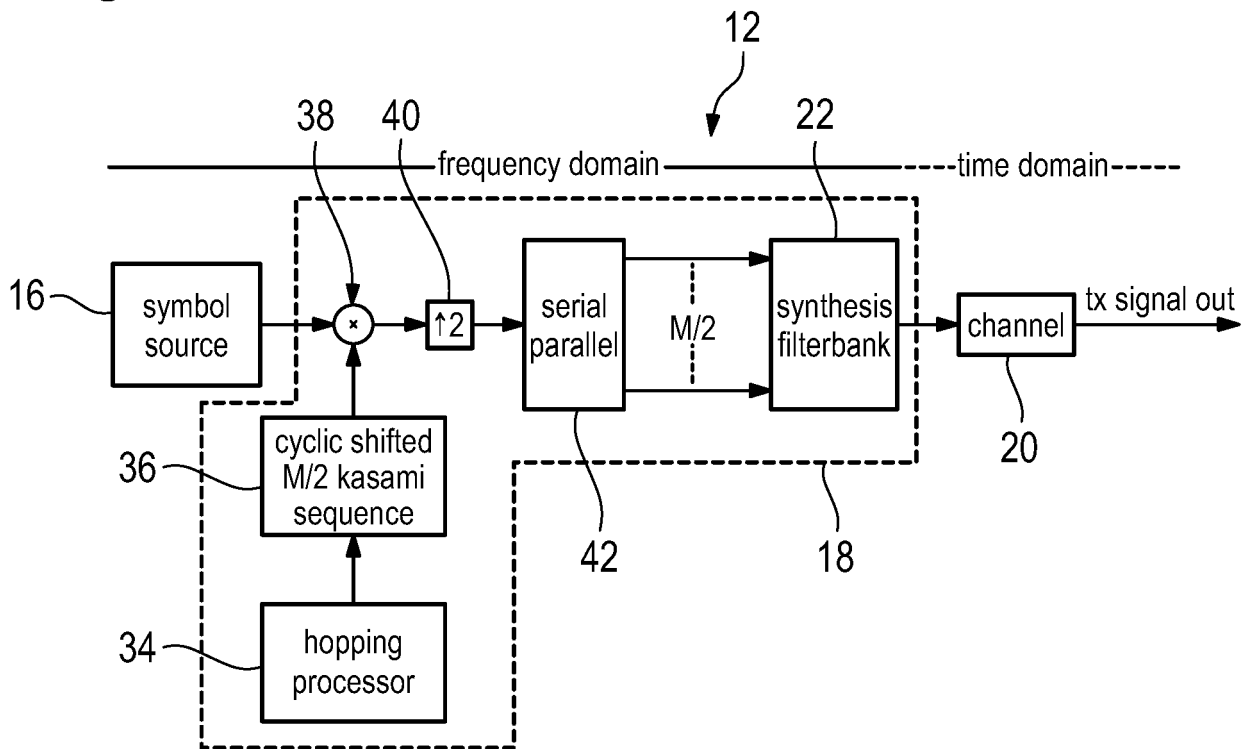 12
38
40
22
frequency domain
time domain
16
symbol
source
×
↑2
serial
parallel
M/2
synthesis
filterbank
channel
tx signal out
20
36
cyclic shifted
M/2 kasami
sequence
42
18
34
hopping
processor